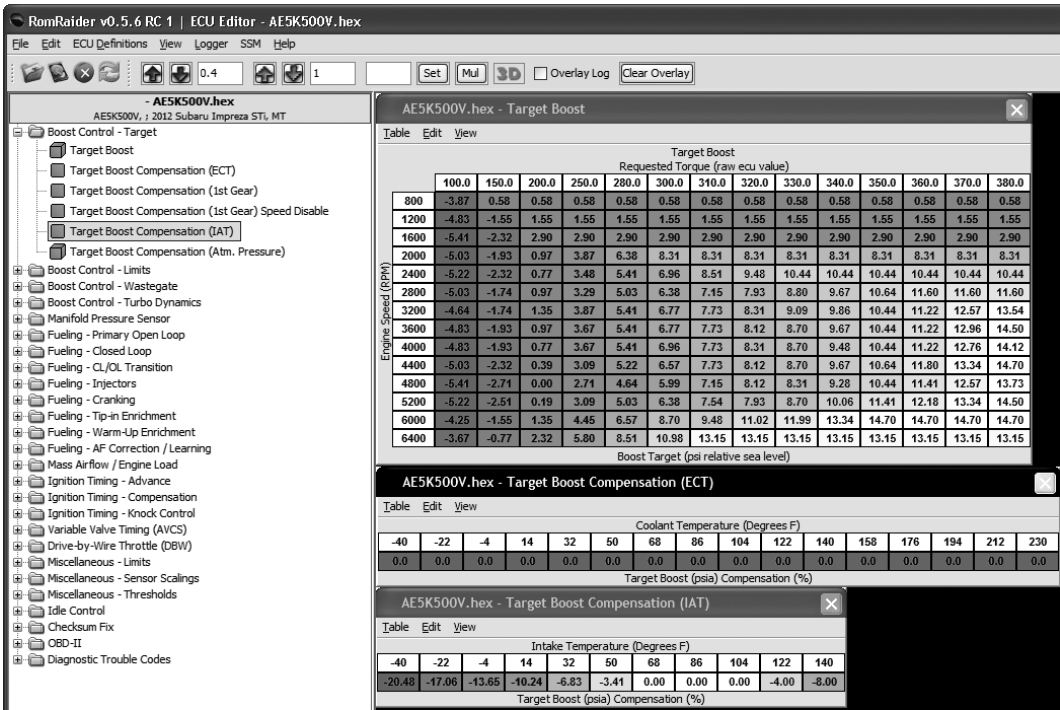 RomRaider v0.5.6 RC 1 | ECU Editor - AE5K500V.hex
File Edit ECU Definitions View Logger SSM Help
0.4 1 Set Mul 3D Overlay Log Clear Overlay
- AE5K500V.hex
AE5K500V, ; 2012 Subaru Impreza STi, MT
Boost Control - Target
Target Boost
Target Boost Compensation (ECT)
Target Boost Compensation (1st Gear)
Target Boost Compensation (1st Gear) Speed Disable
Target Boost Compensation (IAT)
Target Boost Compensation (Atm. Pressure)
Boost Control - Limits
Boost Control - Wastegate
Boost Control - Turbo Dynamics
Manifold Pressure Sensor
Fueling - Primary Open Loop
Fueling - Closed Loop
Fueling - CL/OL Transition
Fueling - Injectors
Fueling - Cranking
Fueling - Tip-in Enrichment
Fueling - Warm-Up Enrichment
Fueling - AF Correction / Learning
Mass Airflow / Engine Load
Ignition Timing - Advance
Ignition Timing - Compensation
Ignition Timing - Knock Control
Variable Valve Timing (AVCS)
Drive-by-Wire Throttle (DBW)
Miscellaneous - Limits
Miscellaneous - Sensor Scalings
Miscellaneous - Thresholds
Idle Control
Checksum Fix
OBD-II
Diagnostic Trouble Codes
AE5K500V.hex - Target Boost
Table Edit View
Target Boost
Requested Torque (raw ecu value)
100.0 150.0 200.0 250.0 280.0 300.0 310.0 320.0 330.0 340.0 350.0 360.0 370.0 380.0
Engine Speed (RPM)
800 -3.87 0.58 0.58 0.58 0.58 0.58 0.58 0.58 0.58 0.58 0.58 0.58 0.58 0.58
1200 -4.83 -1.55 1.55 1.55 1.55 1.55 1.55 1.55 1.55 1.55 1.55 1.55 1.55 1.55
1600 -5.41 -2.32 2.90 2.90 2.90 2.90 2.90 2.90 2.90 2.90 2.90 2.90 2.90 2.90
2000 -5.03 -1.93 0.97 3.87 6.38 8.31 8.31 8.31 8.31 8.31 8.31 8.31 8.31 8.31
2400 -5.22 -2.32 0.77 3.48 5.41 6.96 8.51 9.48 10.44 10.44 10.44 10.44 10.44 10.44
2800 -5.03 -1.74 0.97 3.29 5.03 6.38 7.15 7.93 8.80 9.67 10.64 11.60 11.60 11.60
3200 -4.64 -1.74 1.35 3.87 5.41 6.77 7.73 8.31 9.09 9.86 10.44 11.22 12.57 13.54
3600 -4.83 -1.93 0.97 3.67 5.41 6.77 7.73 8.12 8.70 9.67 10.44 11.22 12.96 14.50
4000 -4.83 -1.93 0.77 3.67 5.41 6.96 7.73 8.31 8.70 9.48 10.44 11.22 12.76 14.12
4400 -5.03 -2.32 0.39 3.09 5.22 6.57 7.73 8.12 8.70 9.67 10.64 11.80 13.34 14.70
4800 -5.41 -2.71 0.00 2.71 4.64 5.99 7.15 8.12 8.31 9.28 10.44 11.41 12.57 13.73
5200 -5.22 -2.51 0.19 3.09 5.03 6.38 7.54 7.93 8.70 10.06 11.41 12.18 13.34 14.50
6000 -4.25 -1.55 1.35 4.45 6.57 8.70 9.48 11.02 11.99 13.34 14.70 14.70 14.70 14.70
6400 -3.67 -0.77 2.32 5.80 8.51 10.98 13.15 13.15 13.15 13.15 13.15 13.15 13.15 13.15
Boost Target (psi relative sea level)
AE5K500V.hex - Target Boost Compensation (ECT)
Table Edit View
Coolant Temperature (Degrees F)
-40 -22 -4 14 32 50 68 86 104 122 140 158 176 194 212 230
0.0 0.0 0.0 0.0 0.0 0.0 0.0 0.0 0.0 0.0 0.0 0.0 0.0 0.0 0.0 0.0
Target Boost (psia) Compensation (%)
AE5K500V.hex - Target Boost Compensation (IAT)
Table Edit View
Intake Temperature (Degrees F)
-40 -22 -4 14 32 50 68 86 104 122 140
-20.48 -17.06 -13.65 -10.24 -6.83 -3.41 0.00 0.00 0.00 -4.00 -8.00
Target Boost (psia) Compensation (%)